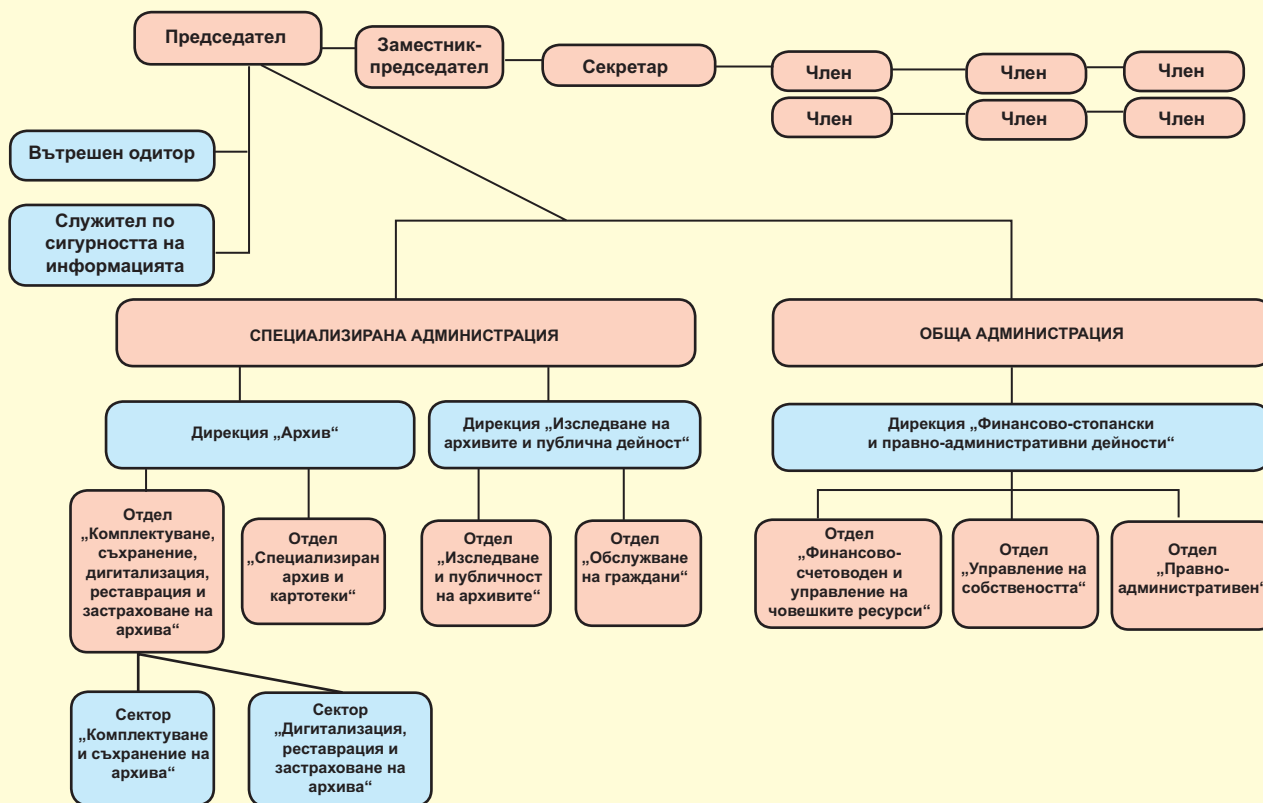 Председател
Заместник-
председател
Секретар
Член
Член
Член
Член
Член
Член
Вътрешен одитор
Служител по
сигурността на
информацията
СПЕЦИАЛИЗИРАНА АДМИНИСТРАЦИЯ
ОБЩА АДМИНИСТРАЦИЯ
Дирекция „Архив“
Дирекция „Изследване на
архивите и публична дейност“
Дирекция „Финансово-стопански
и правно-административни дейности“
Отдел
„Комплектуване,
съхранение,
дигитализация,
реставрация и
застраховане на
архива“
Отдел
„Специализиран
архив и
картотеки“
Отдел
„Изследване
и публичност
на архивите“
Отдел
„Обслужване
на граждани“
Отдел
„Финансово-
счетоводен и
управление на
човешките ресурси“
Отдел
„Управление на
собствеността“
Отдел
„Правно-
административен“
Сектор
„Комплектуване
и съхранение на
архива“
Сектор
„Дигитализация,
реставрация и
застраховане на
архива“